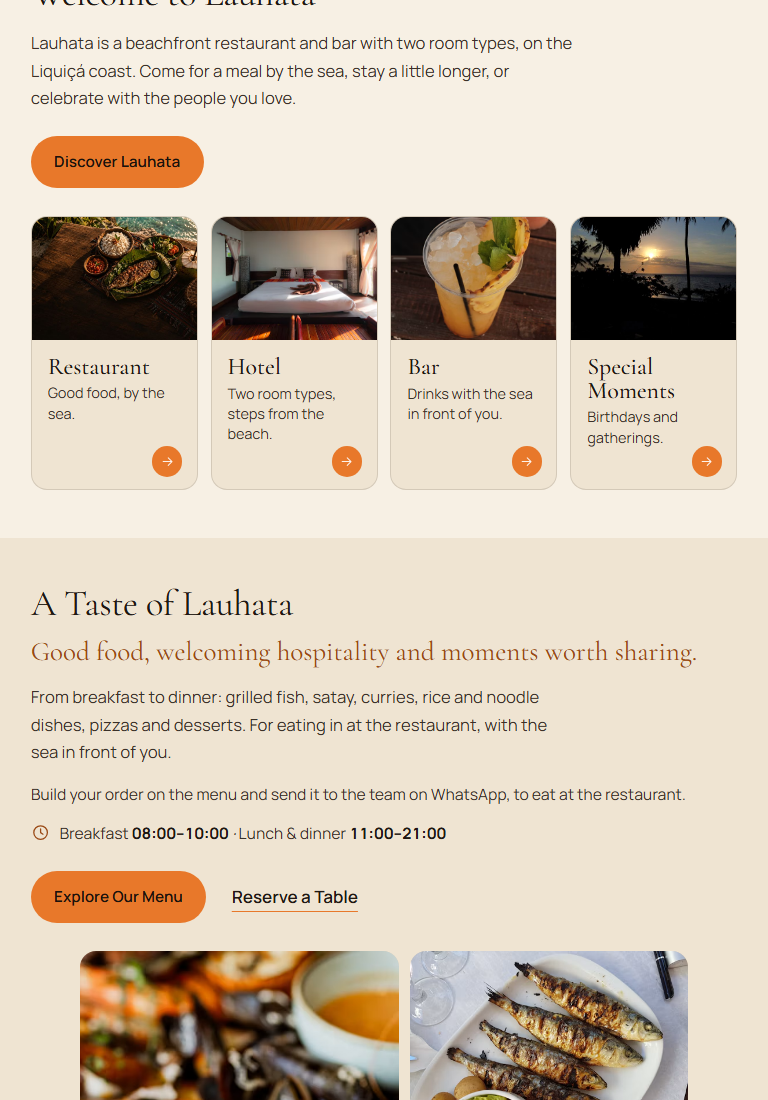 Welcome to Lauhata
Lauhata is a beachfront restaurant and bar with two room types, on the
Liquiçá coast. Come for a meal by the sea, stay a little longer, or
celebrate with the people you love.
Discover Lauhata
Restaurant
Good food, by the
sea.
Hotel
Two room types,
steps from the
beach.
Bar
Drinks with the sea
in front of you.
Special
Moments
Birthdays and
gatherings.
A Taste of Lauhata
Good food, welcoming hospitality and moments worth sharing.
From breakfast to dinner: grilled fish, satay, curries, rice and noodle
dishes, pizzas and desserts. For eating in at the restaurant, with the
sea in front of you.
Build your order on the menu and send it to the team on WhatsApp, to eat at the restaurant.
Breakfast 08:00–10:00 · Lunch & dinner 11:00–21:00
Explore Our Menu
Reserve a Table